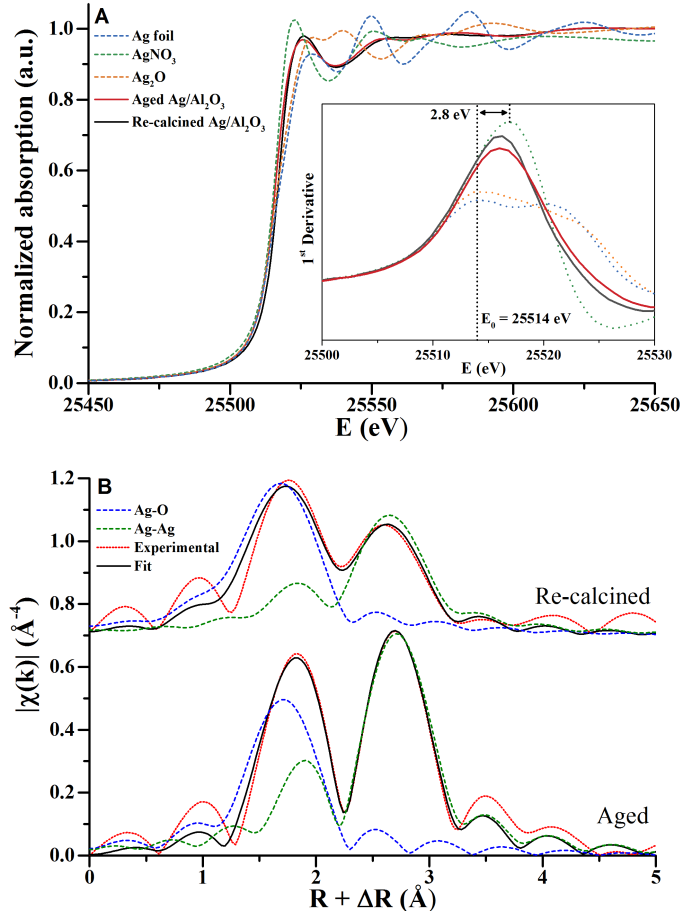 A
Ag foil
AgNO₃
Ag₂O
Aged Ag/Al₂O₃
Re-calcined Ag/Al₂O₃
Normalized absorption (a.u.)
1.0
0.8
0.6
0.4
0.2
0.0
25450
25500
25550
25600
25650
E (eV)
2.8 eV
1ˢᵗ Derivative
E₀ = 25514 eV
25500
25510
25520
25530
E (eV)
B
Ag-O
Ag-Ag
Experimental
Fit
Re-calcined
Aged
|χ(k)| (Å⁻⁴)
1.2
1.0
0.8
0.6
0.4
0.2
0.0
0
1
2
3
4
5
R + ΔR (Å)